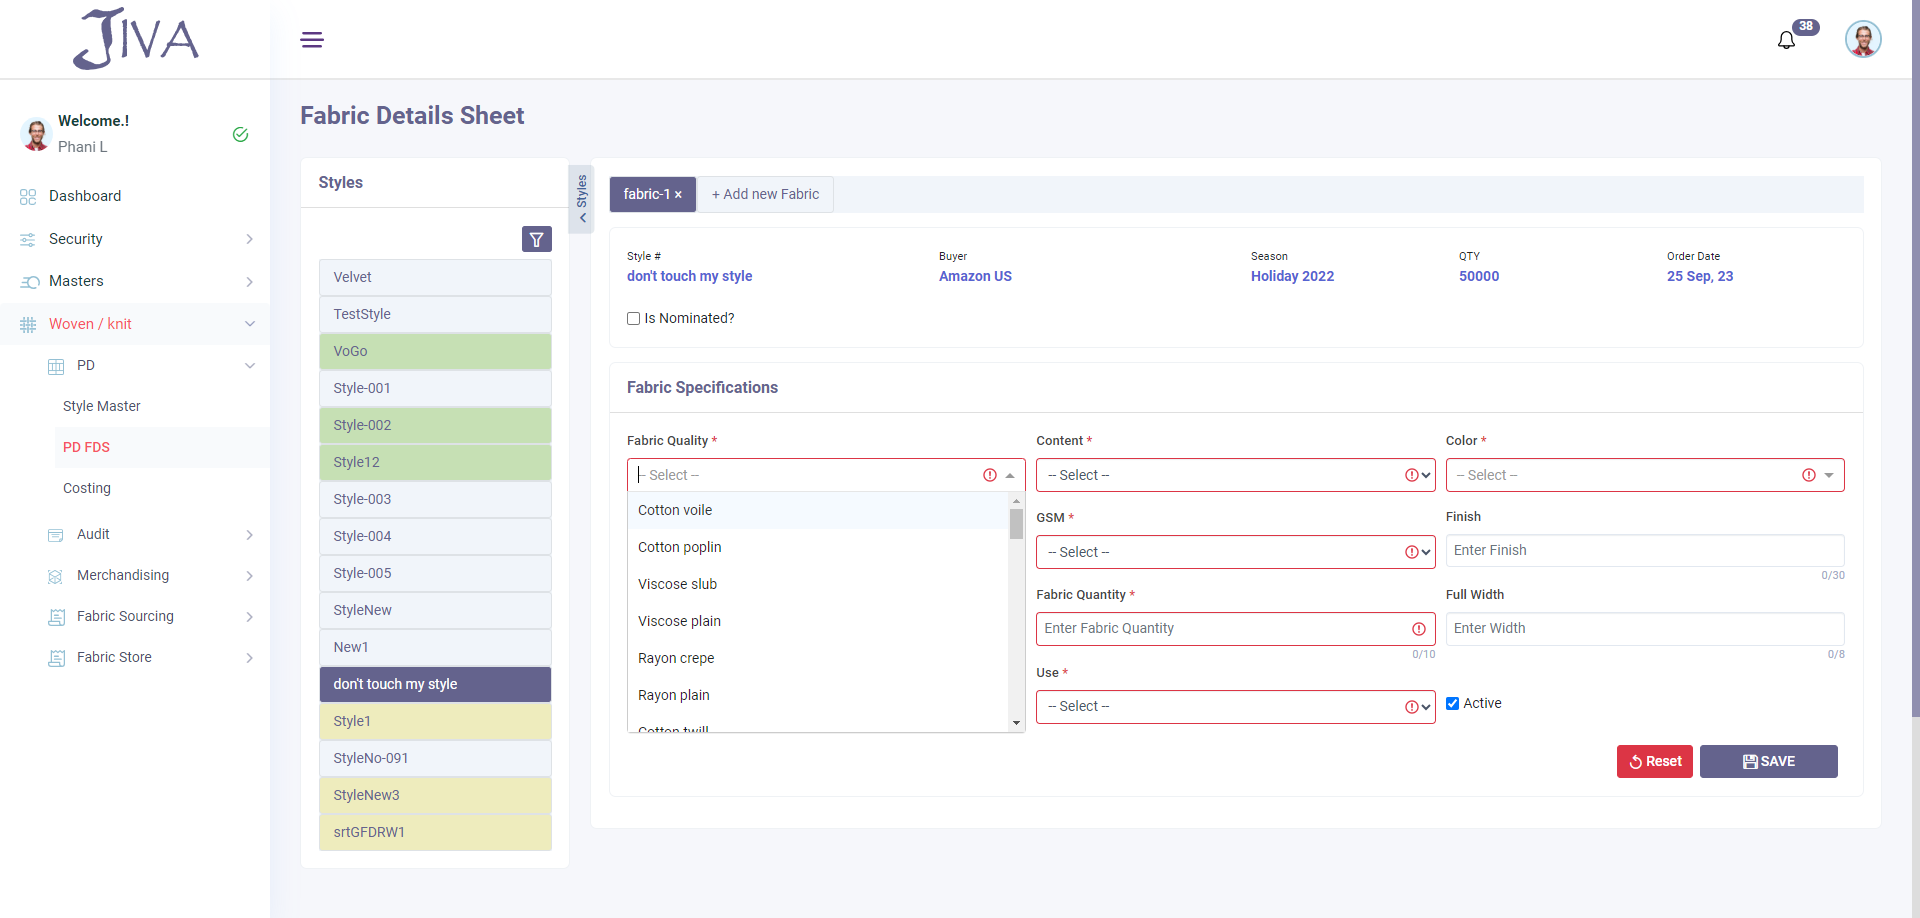 JIVA
38
Welcome.!
Phani L
Dashboard
Security
Masters
Woven / knit
PD
Style Master
PD FDS
Costing
Audit
Merchandising
Fabric Sourcing
Fabric Store
Fabric Details Sheet
Styles
Styles
Velvet
TestStyle
VoGo
Style-001
Style-002
Style12
Style-003
Style-004
Style-005
StyleNew
New1
don't touch my style
Style1
StyleNo-091
StyleNew3
srtGFDRW1
fabric-1 × + Add new Fabric
Style # Buyer Season QTY Order Date
don't touch my style Amazon US Holiday 2022 50000 25 Sep, 23
Is Nominated?
Fabric Specifications
Fabric Quality * Content * Color *
-- Select -- -- Select -- -- Select --
Cotton voile
Cotton poplin
Viscose slub
Viscose plain
Rayon crepe
Rayon plain
Cotton twill
GSM * Finish
-- Select -- Enter Finish
0/30
Fabric Quantity * Full Width
Enter Fabric Quantity Enter Width
0/10 0/8
Use *
-- Select -- Active
Reset SAVE